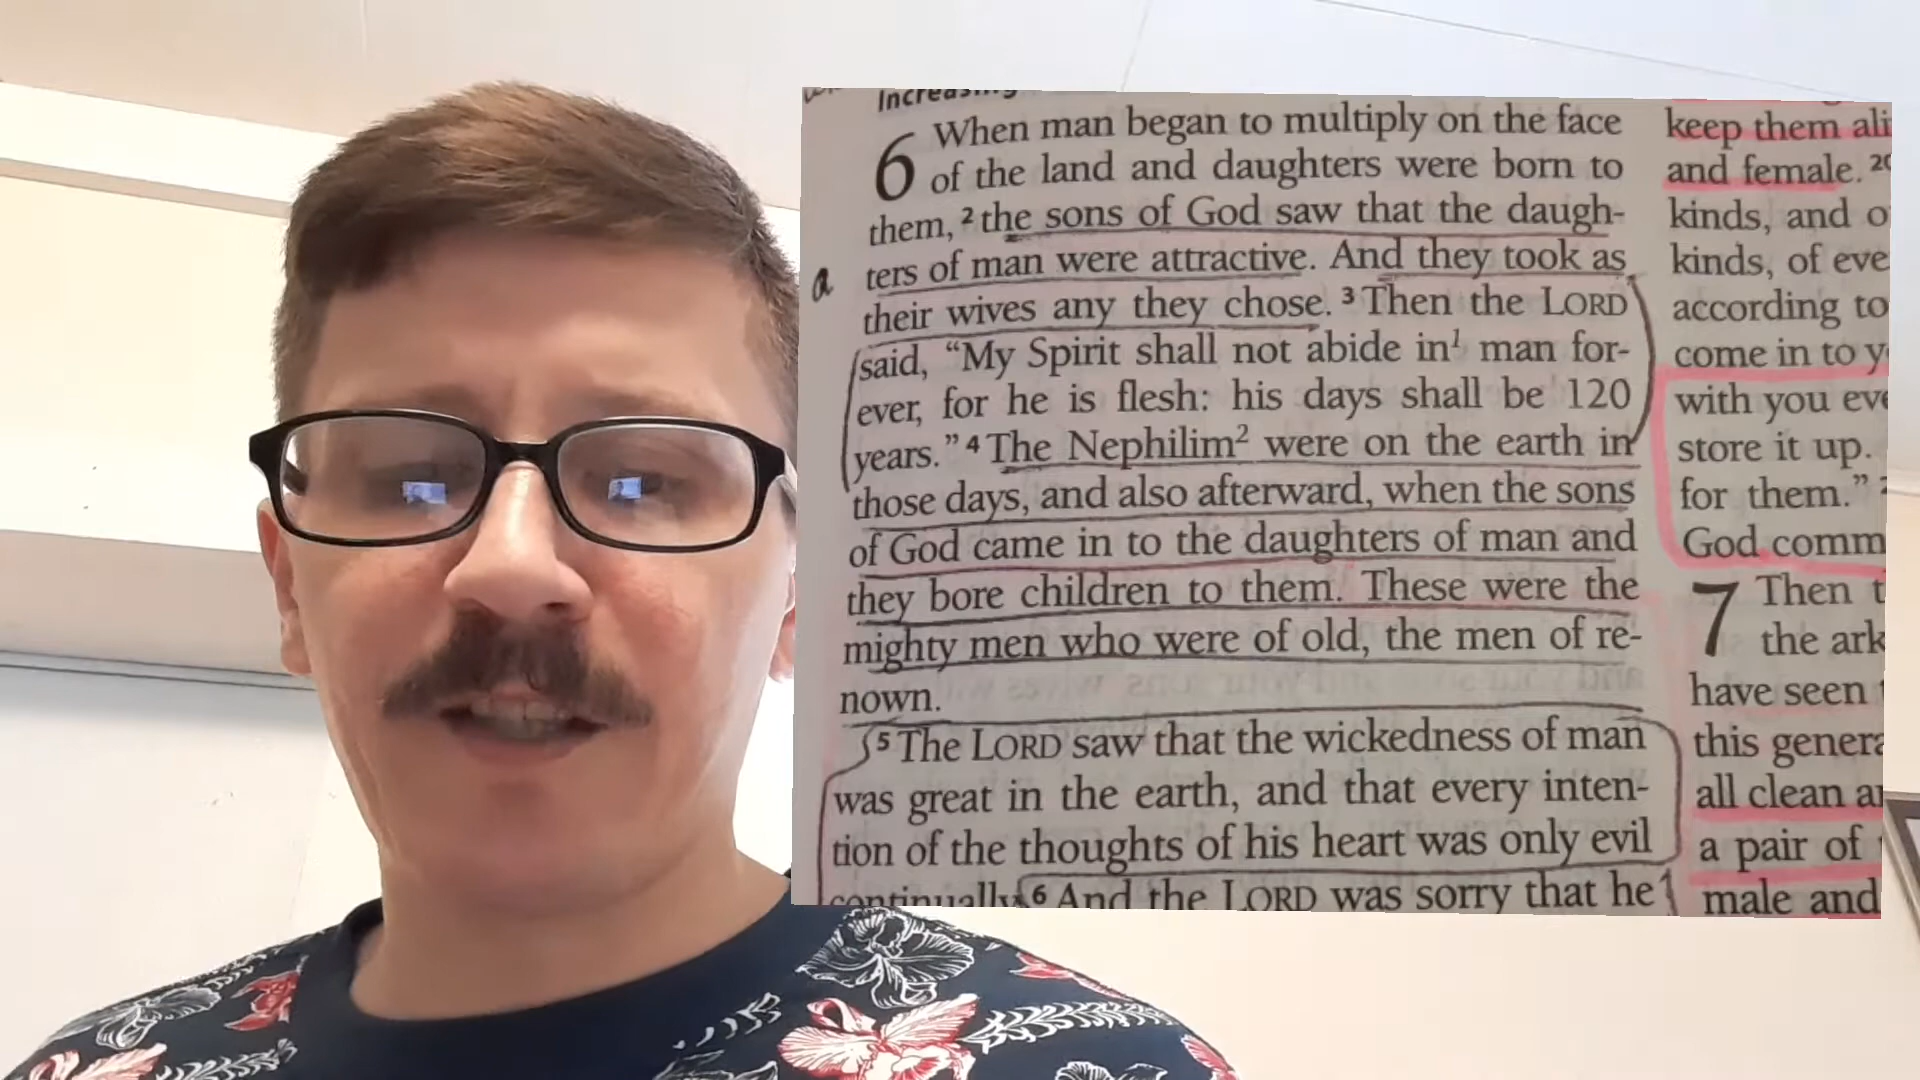 Increasing
6 When man began to multiply on the face
of the land and daughters were born to
them, ² the sons of God saw that the daugh-
ters of man were attractive. And they took as
their wives any they chose. ³ Then the LORD
said, “My Spirit shall not abide in¹ man for-
ever, for he is flesh: his days shall be 120
years.” ⁴ The Nephilim² were on the earth in
those days, and also afterward, when the sons
of God came in to the daughters of man and
they bore children to them. These were the
mighty men who were of old, the men of re-
nown.
⁵ The LORD saw that the wickedness of man
was great in the earth, and that every inten-
tion of the thoughts of his heart was only evil
continually. ⁶ And the LORD was sorry that he
a
keep them ali
and female. ²⁰
kinds, and o
kinds, of eve
according to
come in to y
with you eve
store it up.
for them.”
God comm
7 Then t
the ark
have seen
this genera
all clean a
a pair of
male and